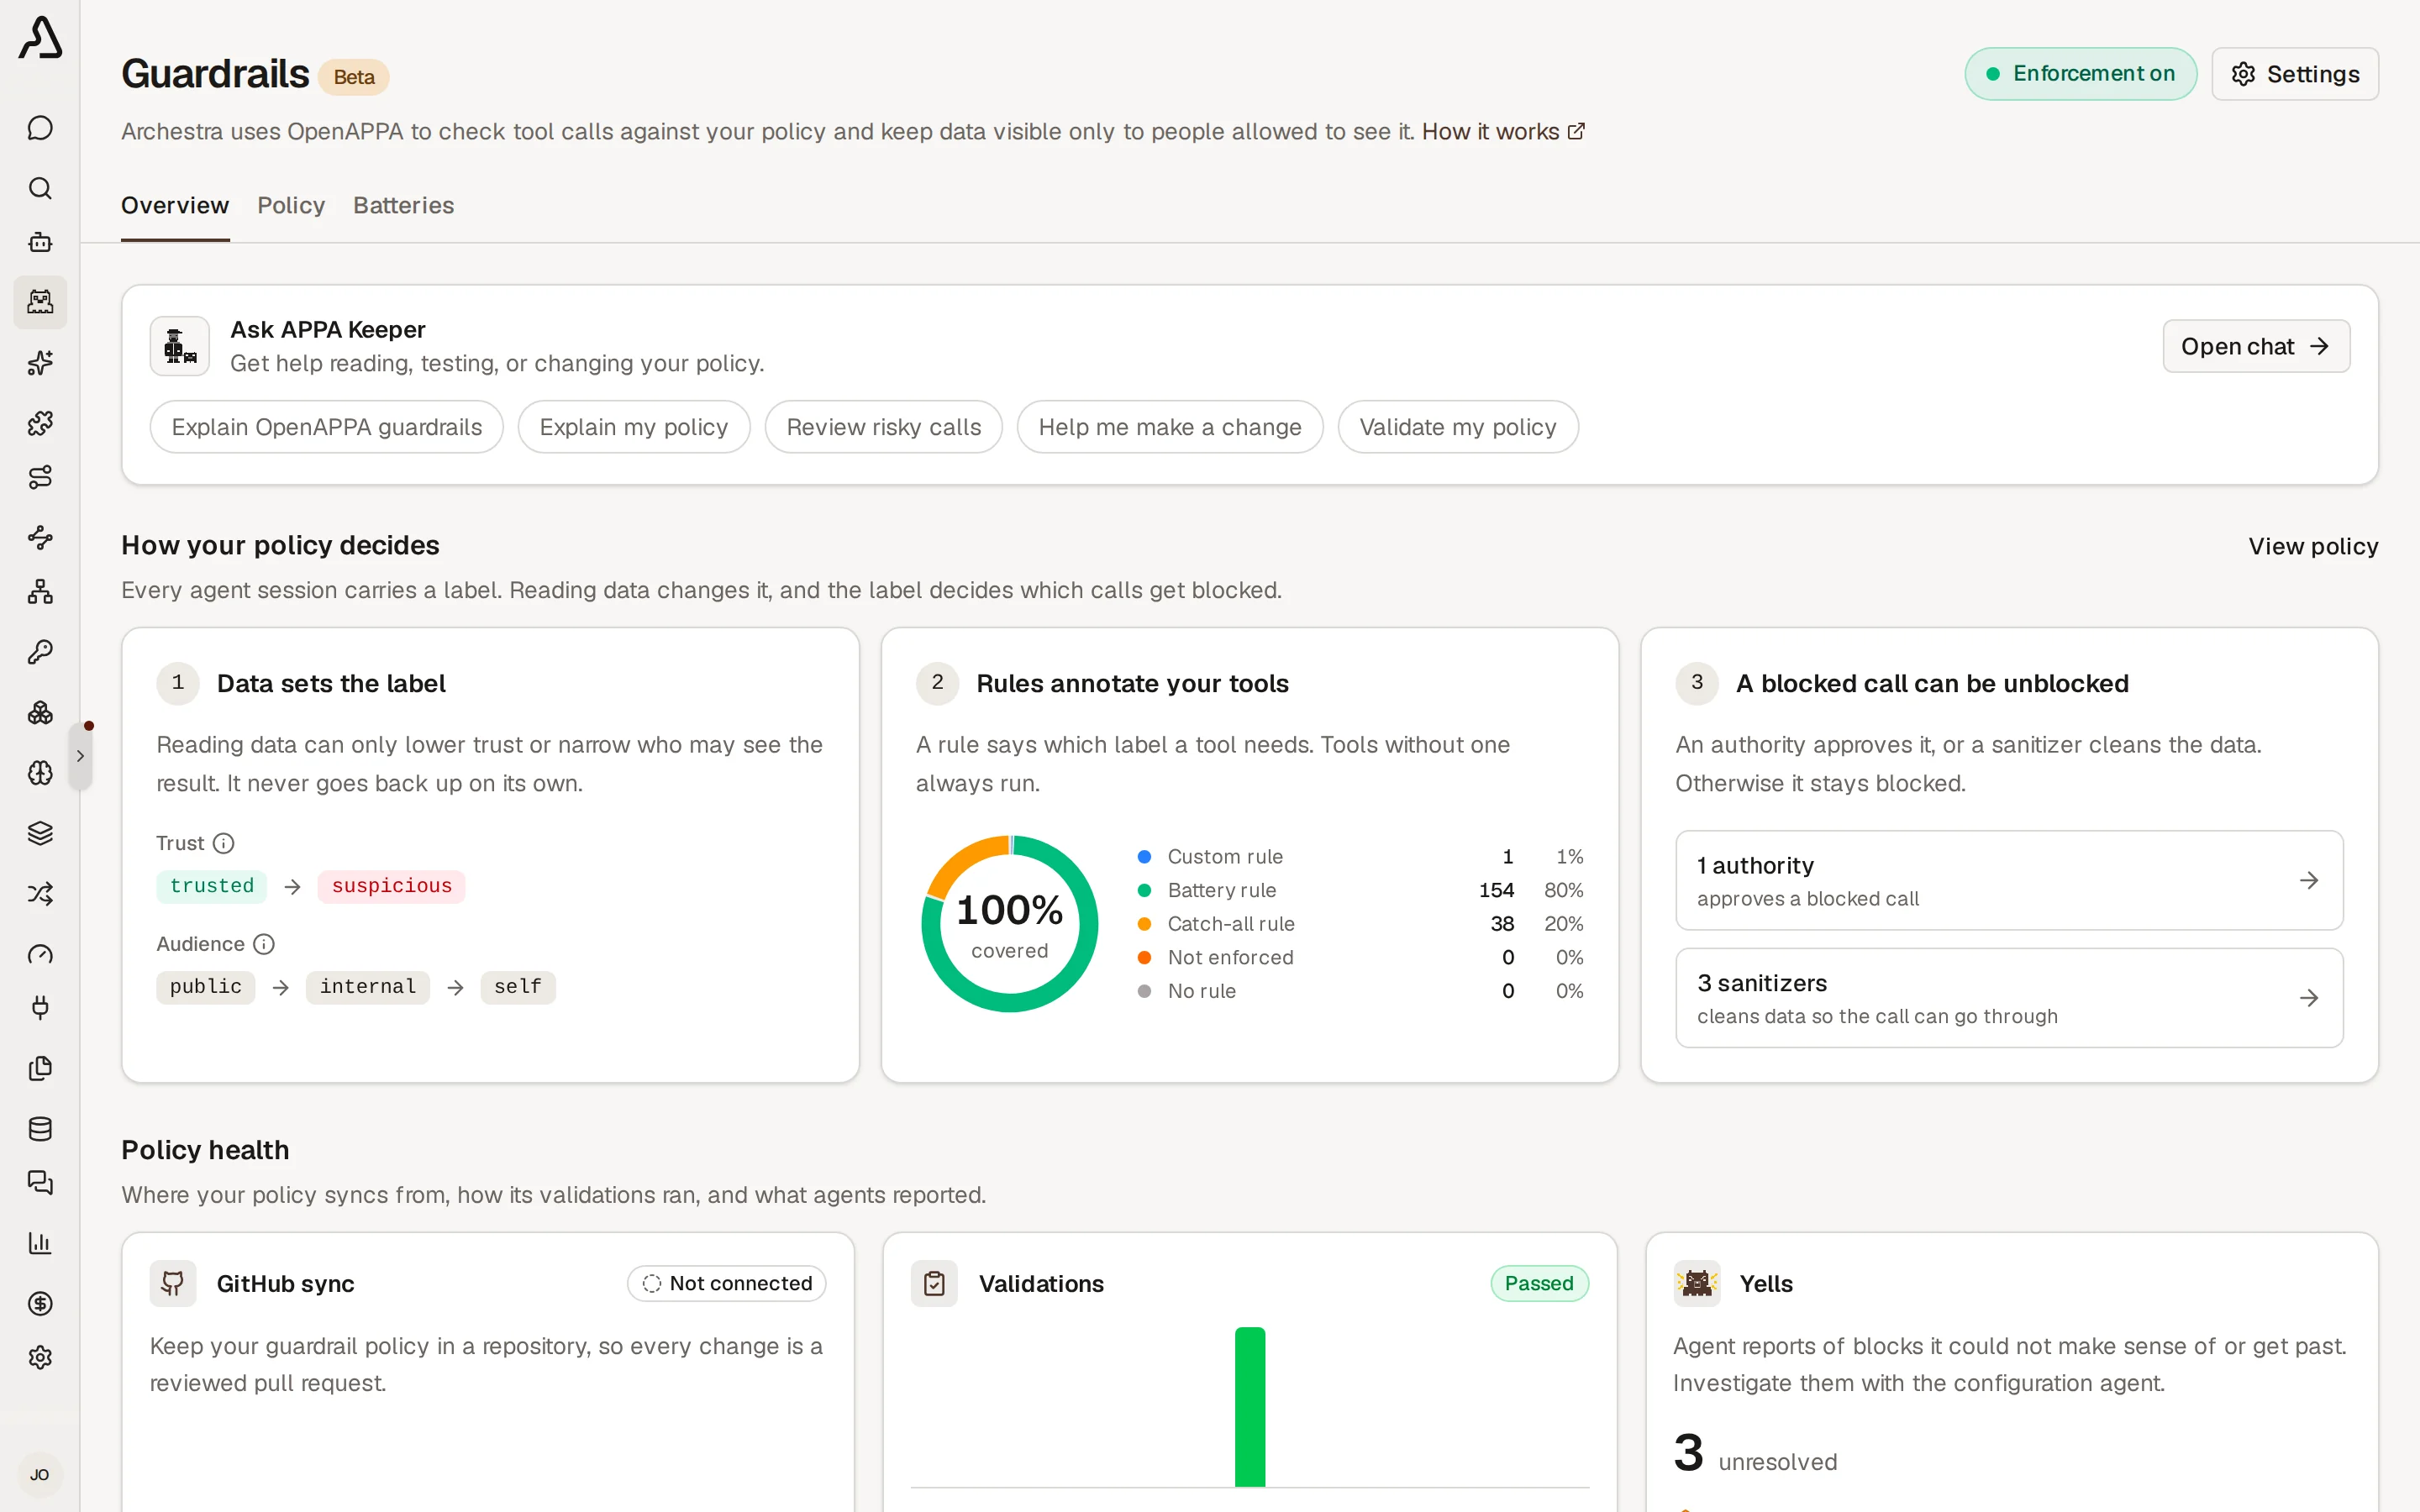 Guardrails Beta
Enforcement on
Settings
Archestra uses OpenAPPA to check tool calls against your policy and keep data visible only to people allowed to see it. How it works
Overview Policy Batteries
Ask APPA Keeper
Get help reading, testing, or changing your policy.
Open chat
Explain OpenAPPA guardrails
Explain my policy
Review risky calls
Help me make a change
Validate my policy
How your policy decides
View policy
Every agent session carries a label. Reading data changes it, and the label decides which calls get blocked.
1 Data sets the label
Reading data can only lower trust or narrow who may see the
result. It never goes back up on its own.
Trust
trusted → suspicious
Audience
public → internal → self
2 Rules annotate your tools
A rule says which label a tool needs. Tools without one
always run.
100%
covered
Custom rule 1 1%
Battery rule 154 80%
Catch-all rule 38 20%
Not enforced 0 0%
No rule 0 0%
3 A blocked call can be unblocked
An authority approves it, or a sanitizer cleans the data.
Otherwise it stays blocked.
1 authority
approves a blocked call
3 sanitizers
cleans data so the call can go through
Policy health
Where your policy syncs from, how its validations ran, and what agents reported.
GitHub sync
Not connected
Keep your guardrail policy in a repository, so every change is a
reviewed pull request.
Validations
Passed
Yells
Agent reports of blocks it could not make sense of or get past.
Investigate them with the configuration agent.
3 unresolved
JO